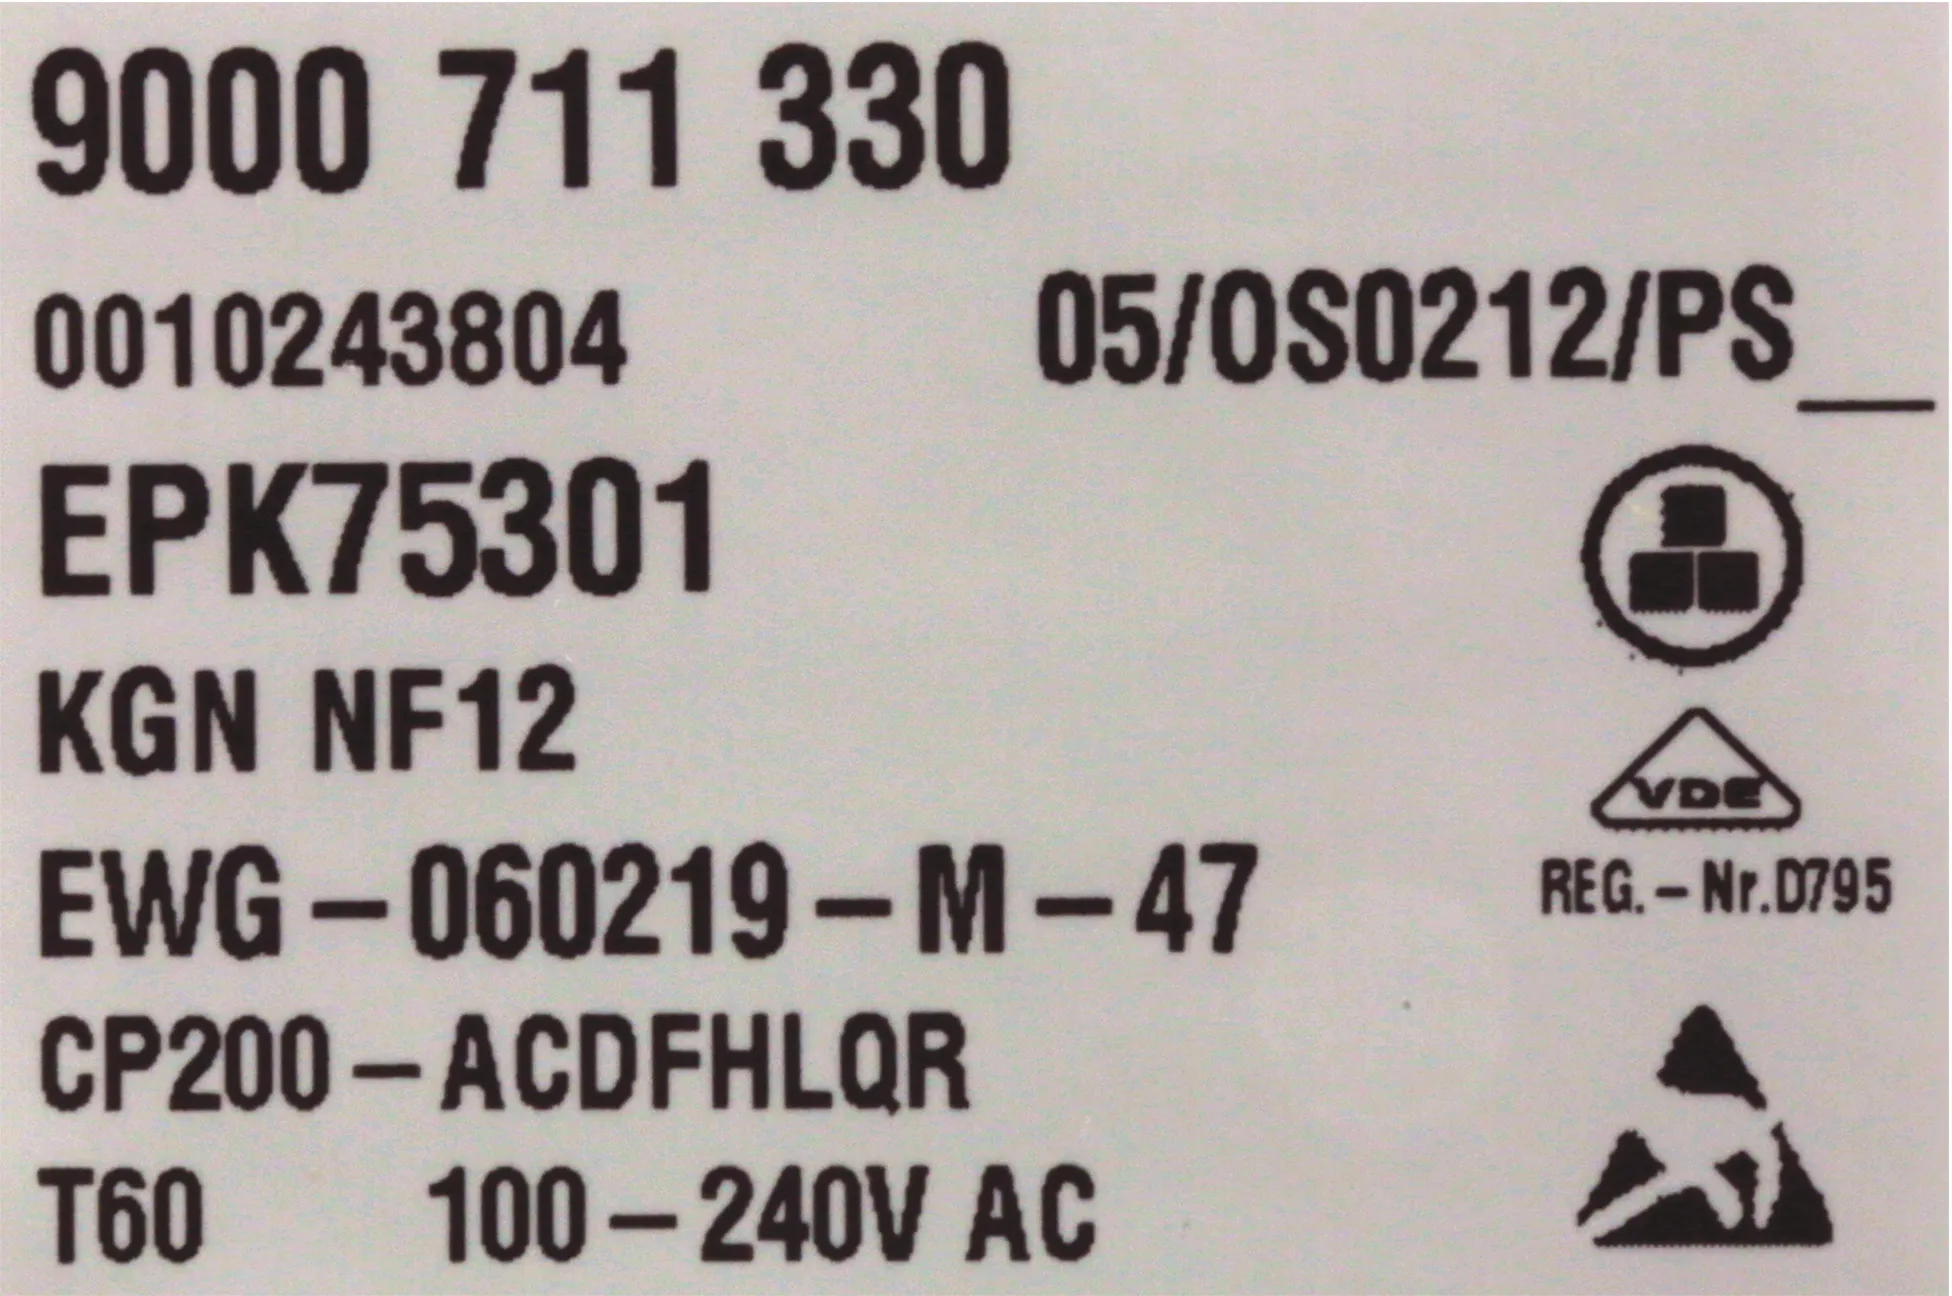 9000 711 330
0010243804 05/OS0212/PS__
EPK75301
KGN NF12
VDE
EWG-060219-M-47
REG.-Nr.D795
CP200-ACDFHLQR
T60 100-240V AC